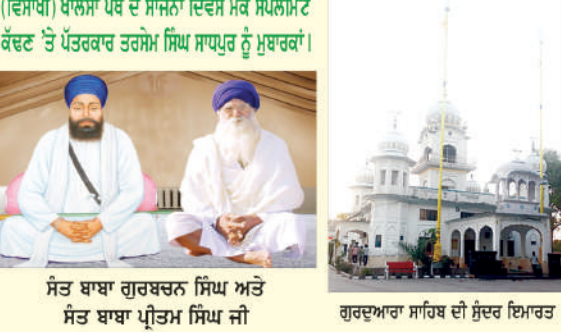 (ਵਿਸਾਖੀ) ਖਾਲਸਾ ਪੰਥ ਦੇ ਸਾਜਨਾ ਦਿਵਸ ਮੌਕੇ ਸਪਲੀਮੈਂਟ
ਕੱਢਣ 'ਤੇ ਪੱਤਰਕਾਰ ਤਰਸੇਮ ਸਿੰਘ ਸਾਧਪੁਰ ਨੂੰ ਮੁਬਾਰਕਾਂ।
ਸੰਤ ਬਾਬਾ ਗੁਰਬਚਨ ਸਿੰਘ ਅਤੇ
ਸੰਤ ਬਾਬਾ ਪ੍ਰੀਤਮ ਸਿੰਘ ਜੀ
ਗੁਰਦੁਆਰਾ ਸਾਹਿਬ ਦੀ ਸੁੰਦਰ ਇਮਾਰਤ